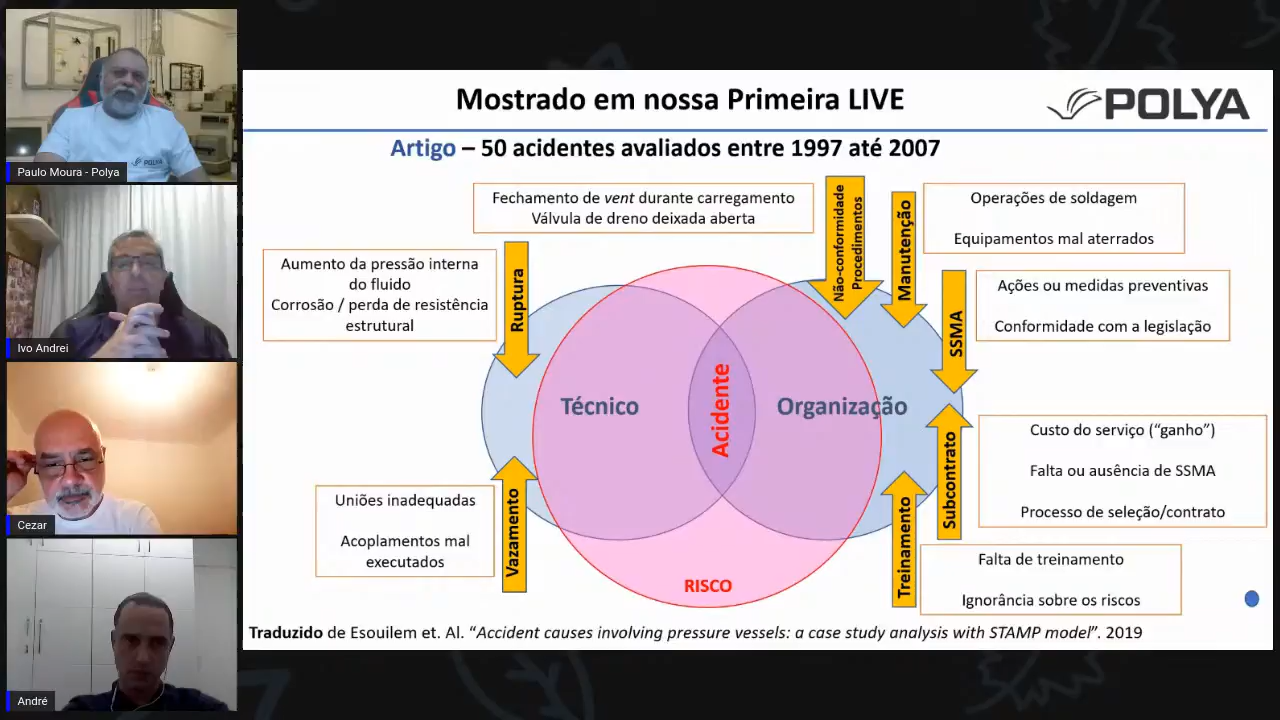 Mostrado em nossa Primeira LIVE
POLYA
Artigo – 50 acidentes avaliados entre 1997 até 2007
Fechamento de vent durante carregamento
Válvula de dreno deixada aberta
Não-conformidade
Procedimentos
Manutenção
Operações de soldagem
Equipamentos mal aterrados
Aumento da pressão interna
do fluido
Corrosão / perda de resistência
estrutural
Ruptura
SSMA
Ações ou medidas preventivas
Conformidade com a legislação
Técnico
Acidente
Organização
Uniões inadequadas
Acoplamentos mal
executados
Vazamento
Treinamento
Subcontrato
Custo do serviço (“ganho”)
Falta ou ausência de SSMA
Processo de seleção/contrato
Falta de treinamento
Ignorância sobre os riscos
RISCO
Traduzido de Esouilem et. Al. “Accident causes involving pressure vessels: a case study analysis with STAMP model”. 2019
POLYA
Paulo Moura - Polya
Ivo Andrei
Cezar
André